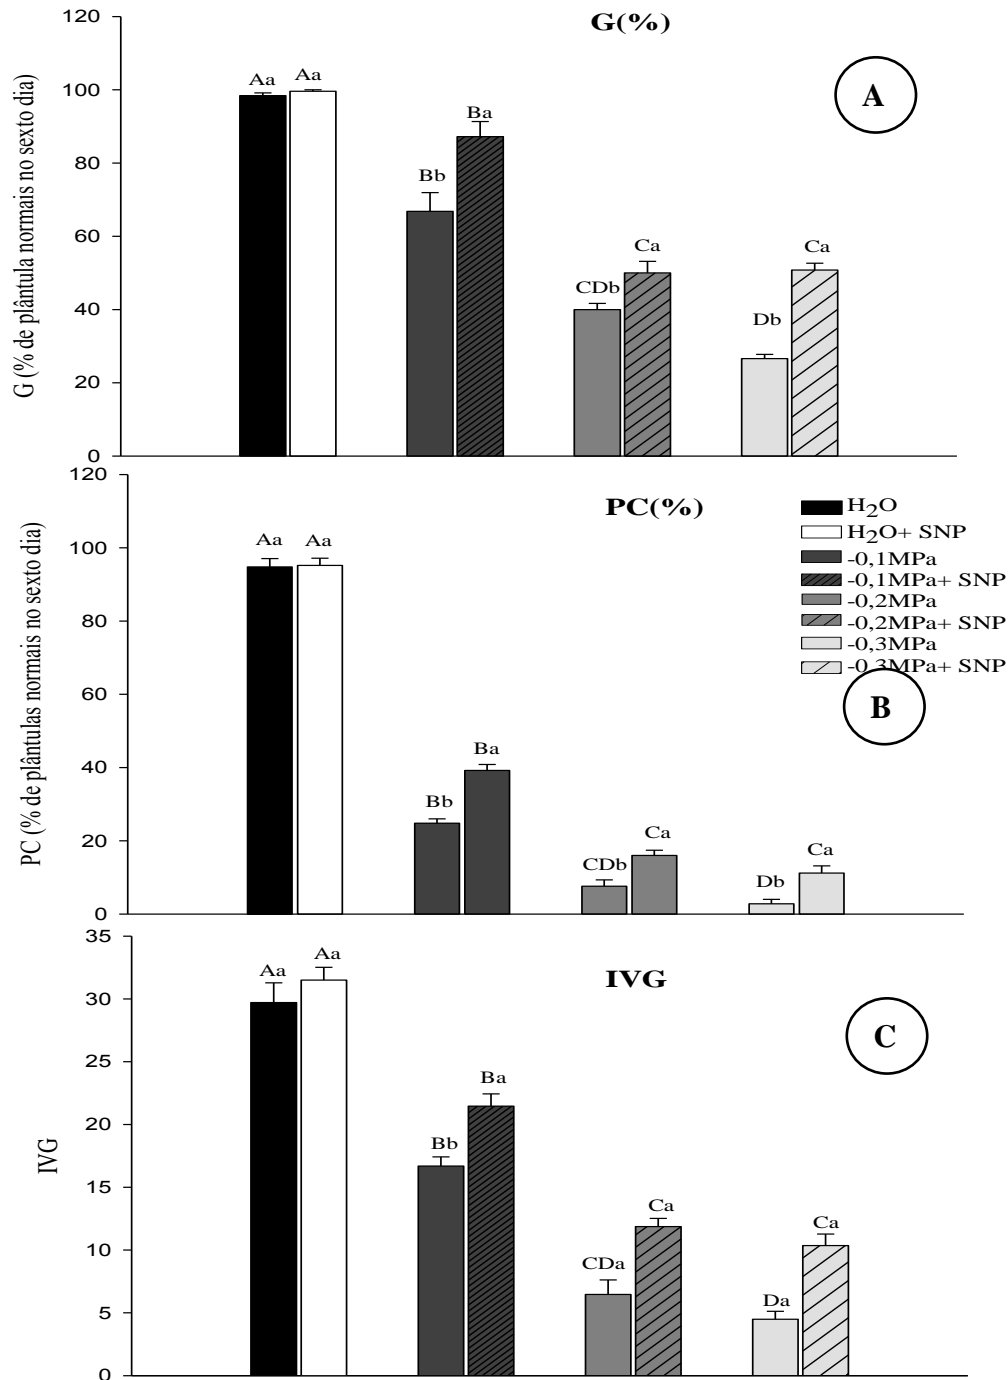 G(%)
A
G (% de plântula normais no sexto dia)
120
100
80
60
40
20
0
Aa Aa
Bb Ba
CDb Ca
Db Ca
PC(%)
B
PC (% de plântulas normais no sexto dia)
120
100
80
60
40
20
0
Aa Aa
Bb Ba
CDb Ca
Db Ca
H2O
H2O+ SNP
-0,1MPa
-0,1MPa+ SNP
-0,2MPa
-0,2MPa+ SNP
-0,3MPa
-0,3MPa+ SNP
IVG
C
IVG
35
30
25
20
15
10
5
0
Aa Aa
Bb Ba
CDa Ca
Da Ca